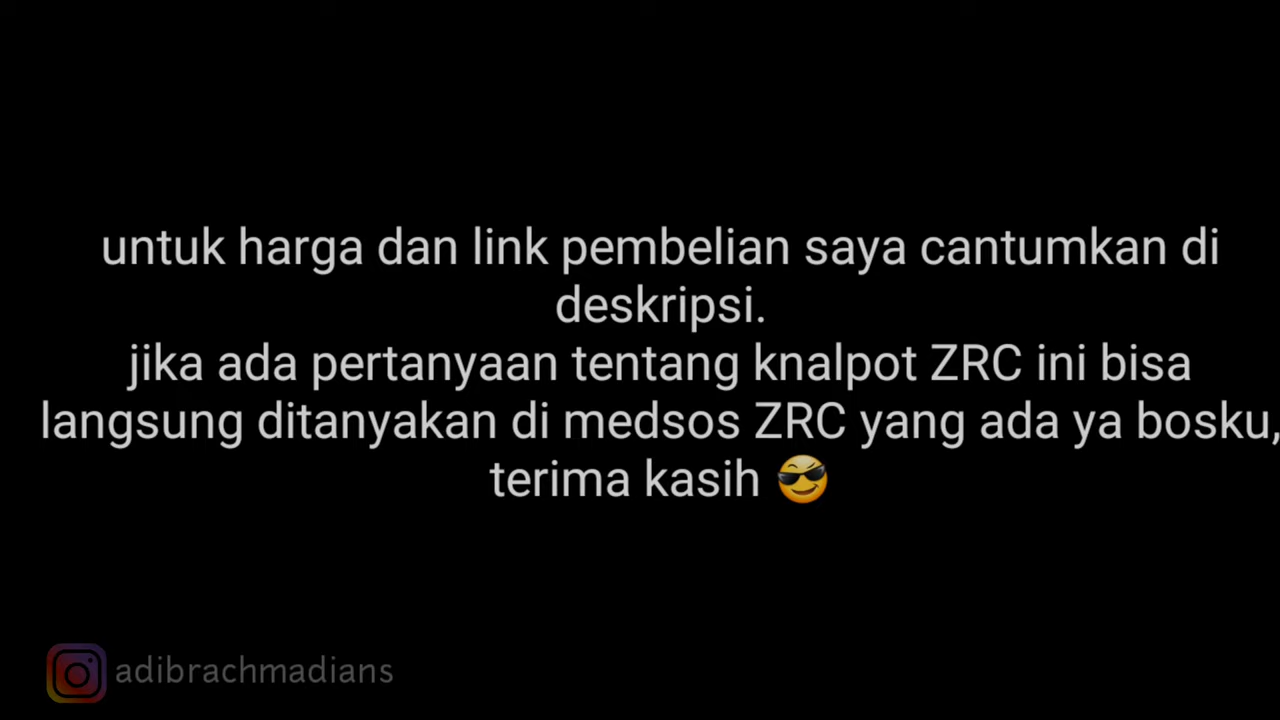 untuk harga dan link pembelian saya cantumkan di
deskripsi.
jika ada pertanyaan tentang knalpot ZRC ini bisa
langsung ditanyakan di medsos ZRC yang ada ya bosku,
terima kasih 😎
adibrachmadians